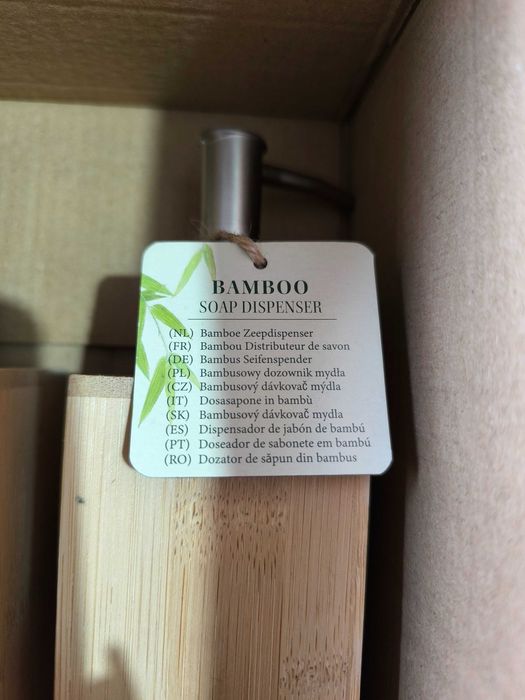 BAMBOO
SOAP DISPENSER
(NL) Bamboe Zeepdispenser
(FR) Bambou Distributeur de savon
(DE) Bambus Seifenspender
(PL) Bambusowy dozownik mydła
(CZ) Bambusový dávkovač mýdla
(IT) Dosasapone in bambù
(SK) Bambusový dávkovač mydla
(ES) Dispensador de jabón de bambú
(PT) Doseador de sabonete em bambú
(RO) Dozator de săpun din bambus